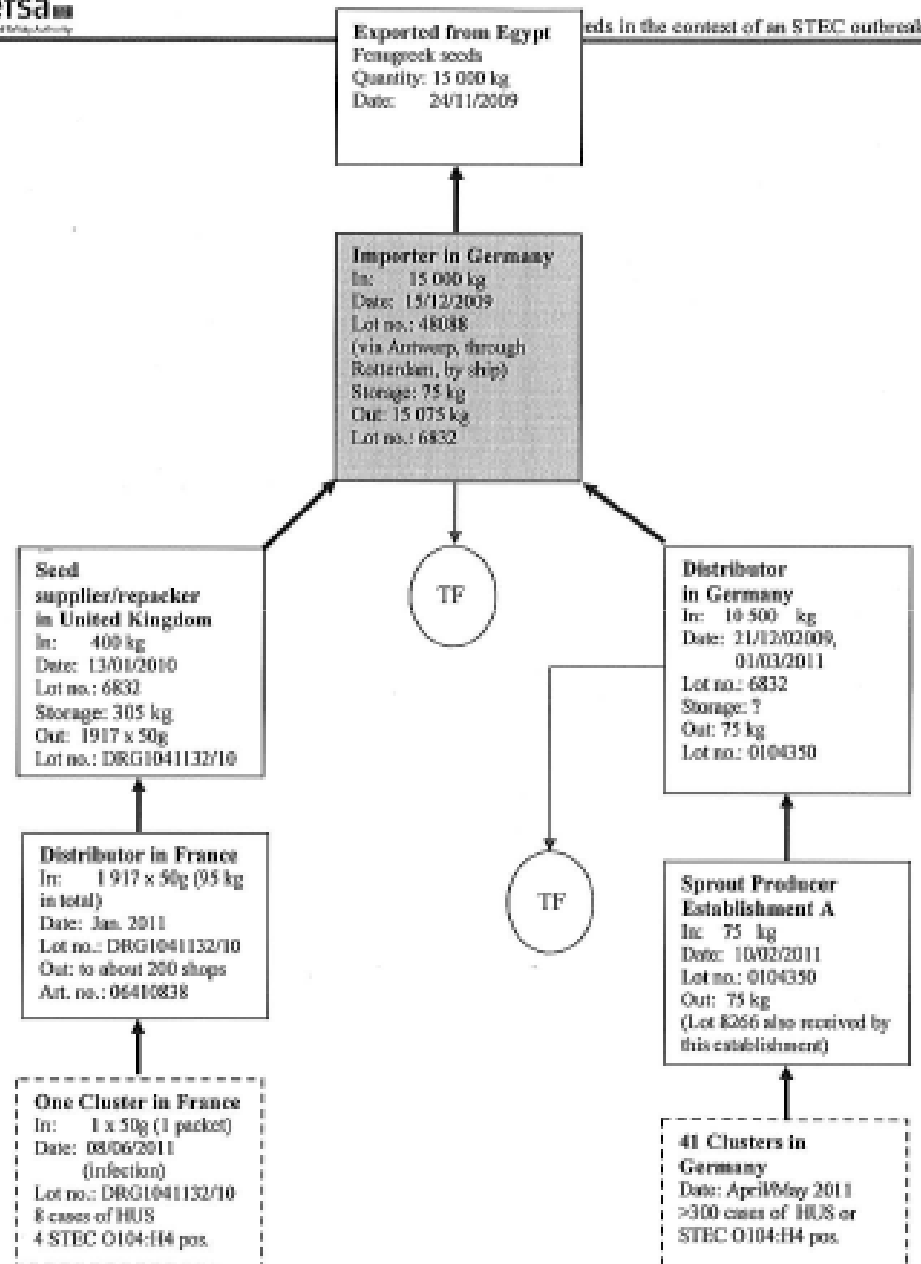 eds in the context of an STEC outbreak
Exported from Egypt
Fenugreek seeds
Quantity: 15 000 kg
Date: 24/11/2009
Importer in Germany
In: 15 000 kg
Date: 15/12/2009
Lot no.: 48088
(via Antwerp, through
Rotterdam, by ship)
Storage: 75 kg
Out: 15 075 kg
Lot no.: 6832
Seed
supplier/repacker
in United Kingdom
In: 400 kg
Date: 13/01/2010
Lot no.: 6832
Storage: 305 kg
Out: 1917 x 50g
Lot no.: DRG1041132/10
TF
Distributor
in Germany
In: 10 500 kg
Date: 21/12/02009,
01/03/2011
Lot no.: 6832
Storage: ?
Out: 75 kg
Lot no.: 0104350
Distributor in France
In: 1 917 x 50g (95 kg
in total)
Date: Jan. 2011
Lot no.: DRG1041132/10
Out: to about 200 shops
Art. no.: 06410838
TF
Sprout Producer
Establishment A
In: 75 kg
Date: 10/02/2011
Lot no.: 0104350
Out: 75 kg
(Lot 8266 also received by
this establishment)
One Cluster in France
In: 1 x 50g (1 packet)
Date: 08/06/2011
(infection)
Lot no.: DRG1041132/10
8 cases of HUS
4 STEC O104:H4 pos.
41 Clusters in
Germany
Date: April/May 2011
>300 cases of HUS or
STEC O104:H4 pos.